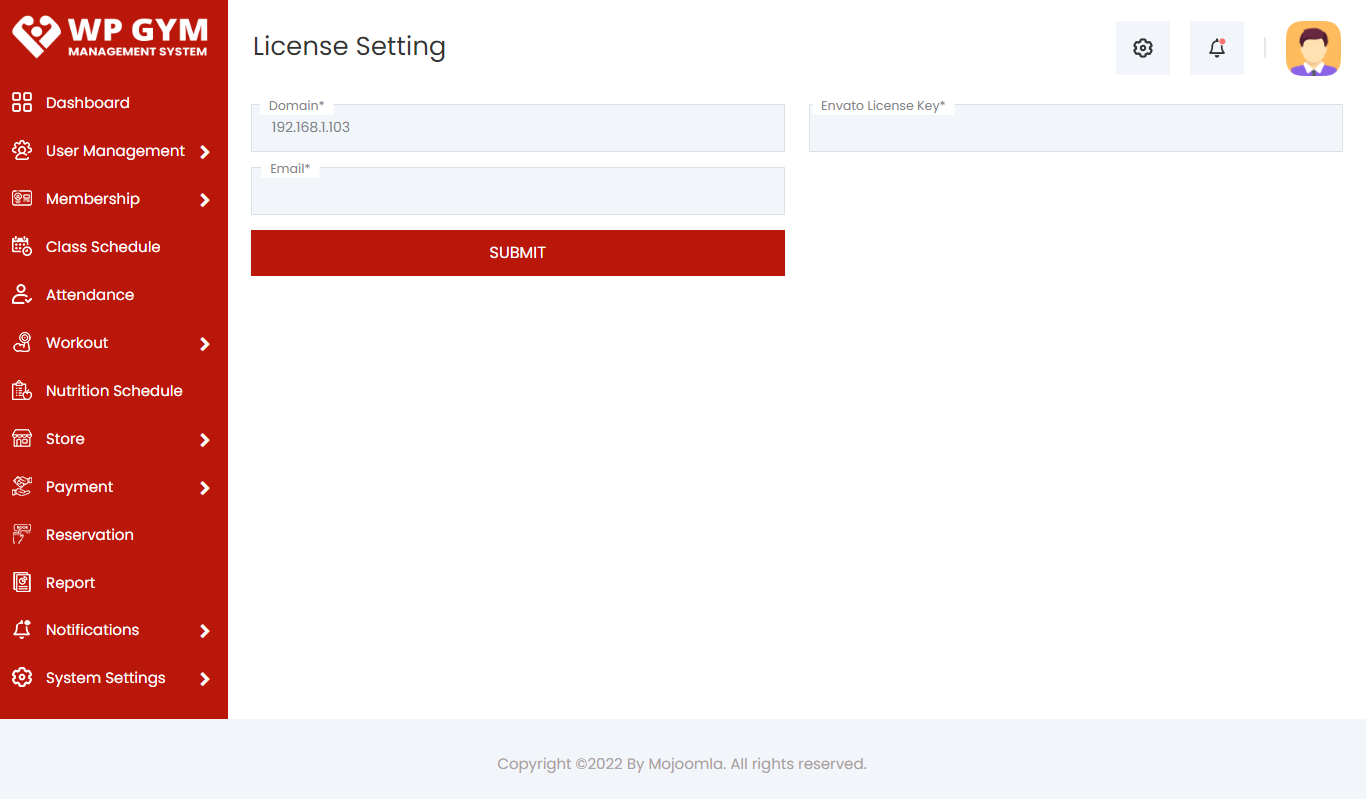 WP GYM
MANAGEMENT SYSTEM
Dashboard
User Management
Membership
Class Schedule
Attendance
Workout
Nutrition Schedule
Store
Payment
Reservation
Report
Notifications
System Settings
License Setting
Domain*
192.168.1.103
Envato License Key*
Email*
SUBMIT
Copyright ©2022 By Mojoomla. All rights reserved.